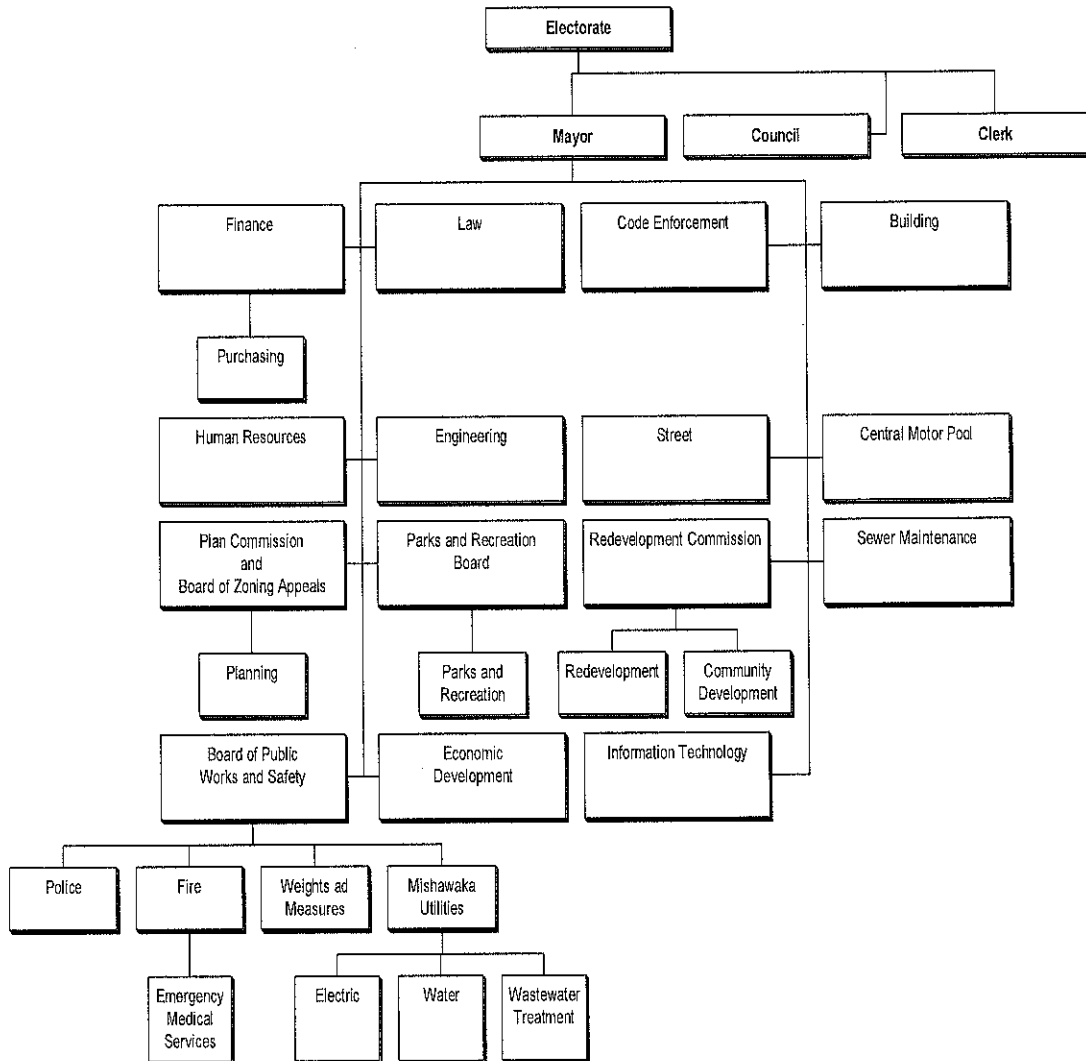 Electorate
Mayor
Council
Clerk
Finance
Law
Code Enforcement
Building
Purchasing
Human Resources
Engineering
Street
Central Motor Pool
Plan Commission
and
Board of Zoning Appeals
Parks and Recreation
Board
Redevelopment Commission
Sewer Maintenance
Planning
Parks and
Recreation
Redevelopment
Community
Development
Board of Public
Works and Safety
Economic
Development
Information Technology
Police
Fire
Weights ad
Measures
Mishawaka
Utilities
Emergency
Medical
Services
Electric
Water
Wastewater
Treatment